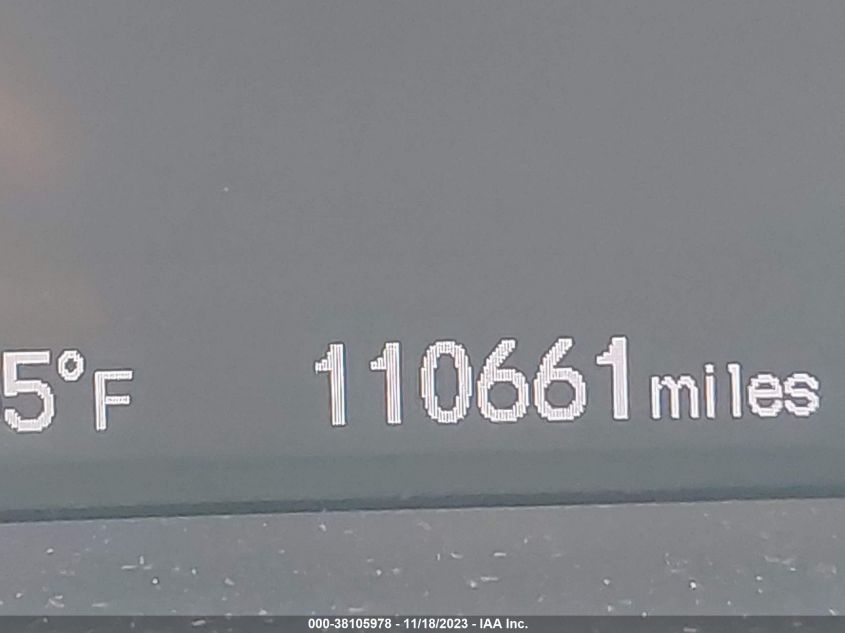 5°F 110661 miles
000-38105978 - 11/18/2023 - IAA Inc.